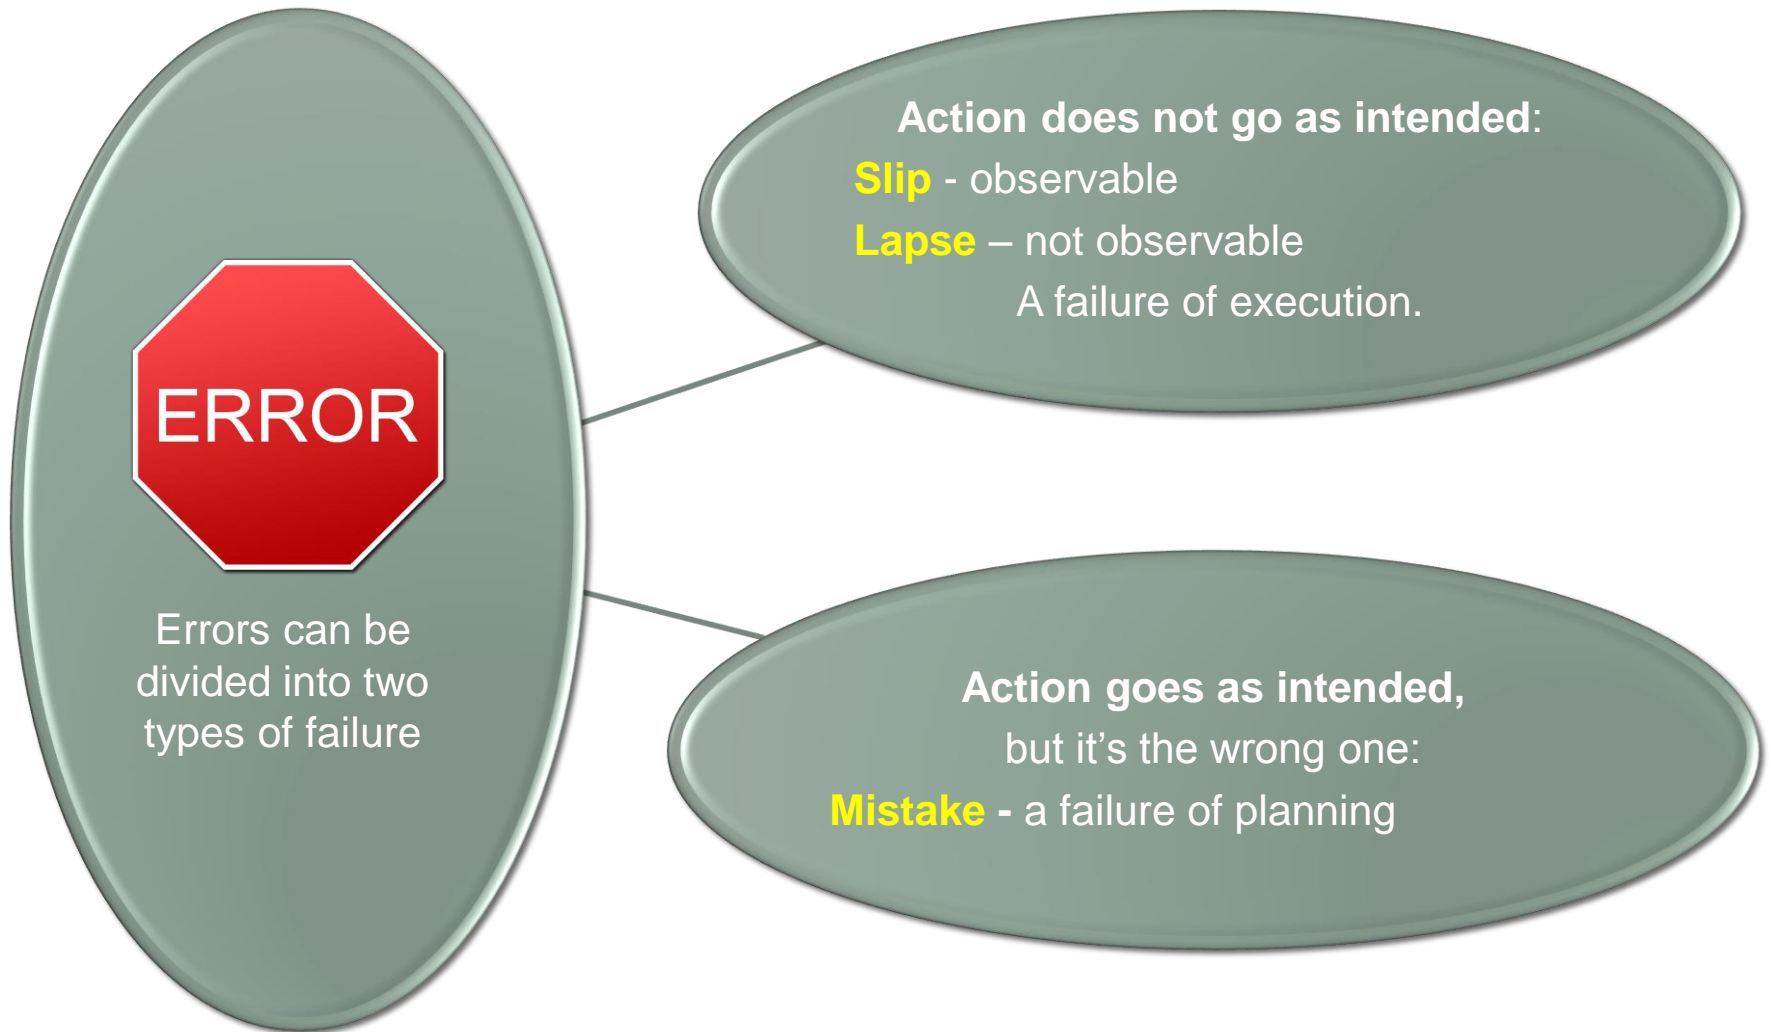 ERROR
Errors can be
divided into two
types of failure
Action does not go as intended:
Slip - observable
Lapse – not observable
A failure of execution.
Action goes as intended,
but it’s the wrong one:
Mistake - a failure of planning